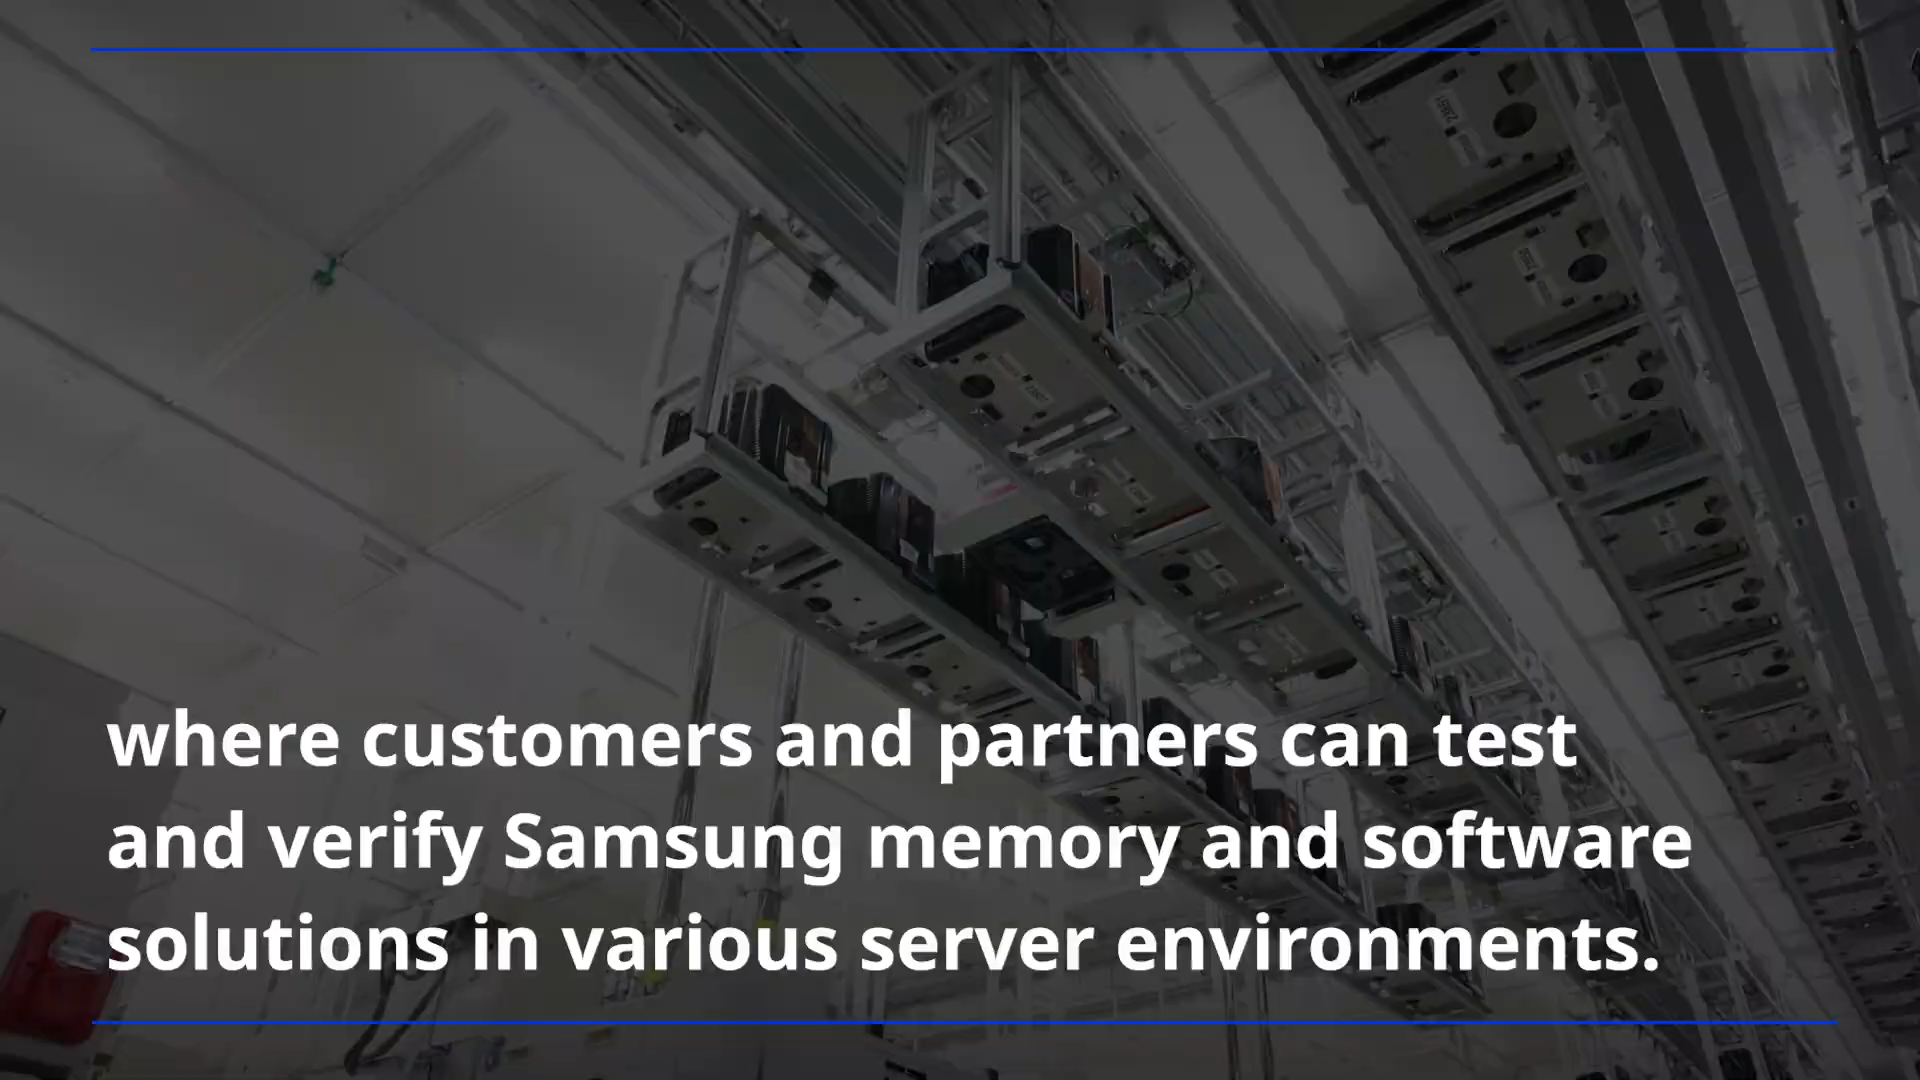 where customers and partners can test
and verify Samsung memory and software
solutions in various server environments.